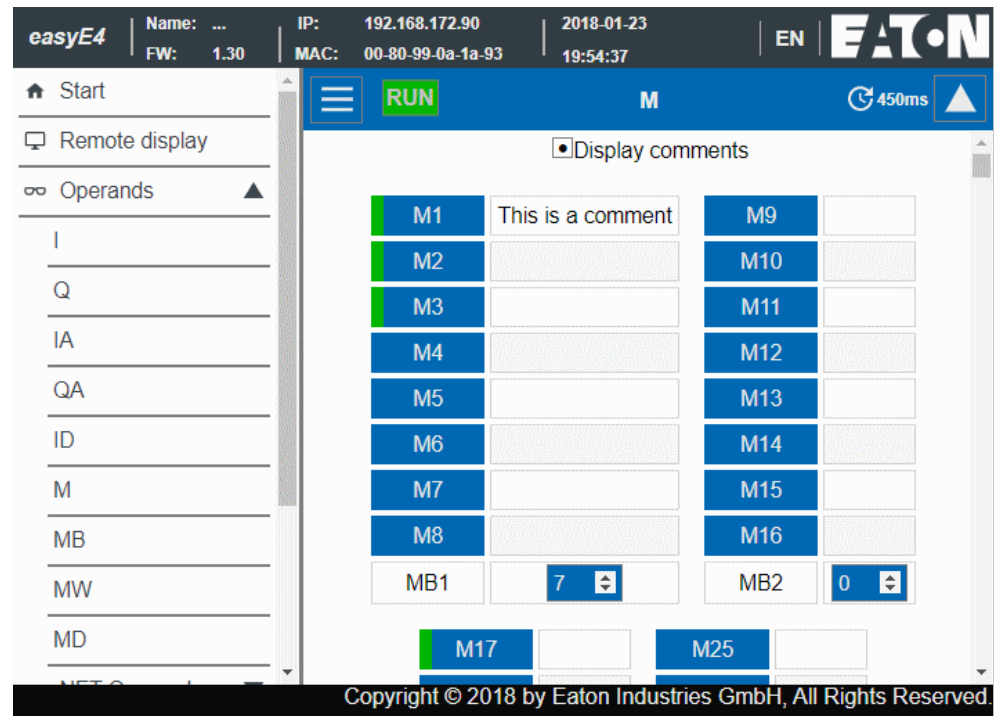 easyE4
Name: ...
FW: 1.30
IP: 192.168.172.90
MAC: 00-80-99-0a-1a-93
2018-01-23
19:54:37
EN
EATON
Start
Remote display
Operands
I
Q
IA
QA
ID
M
MB
MW
MD
RUN
M
450ms
Display comments
M1 This is a comment M9
M2 M10
M3 M11
M4 M12
M5 M13
M6 M14
M7 M15
M8 M16
MB1 7 MB2 0
M17 M25
Copyright © 2018 by Eaton Industries GmbH, All Rights Reserved.